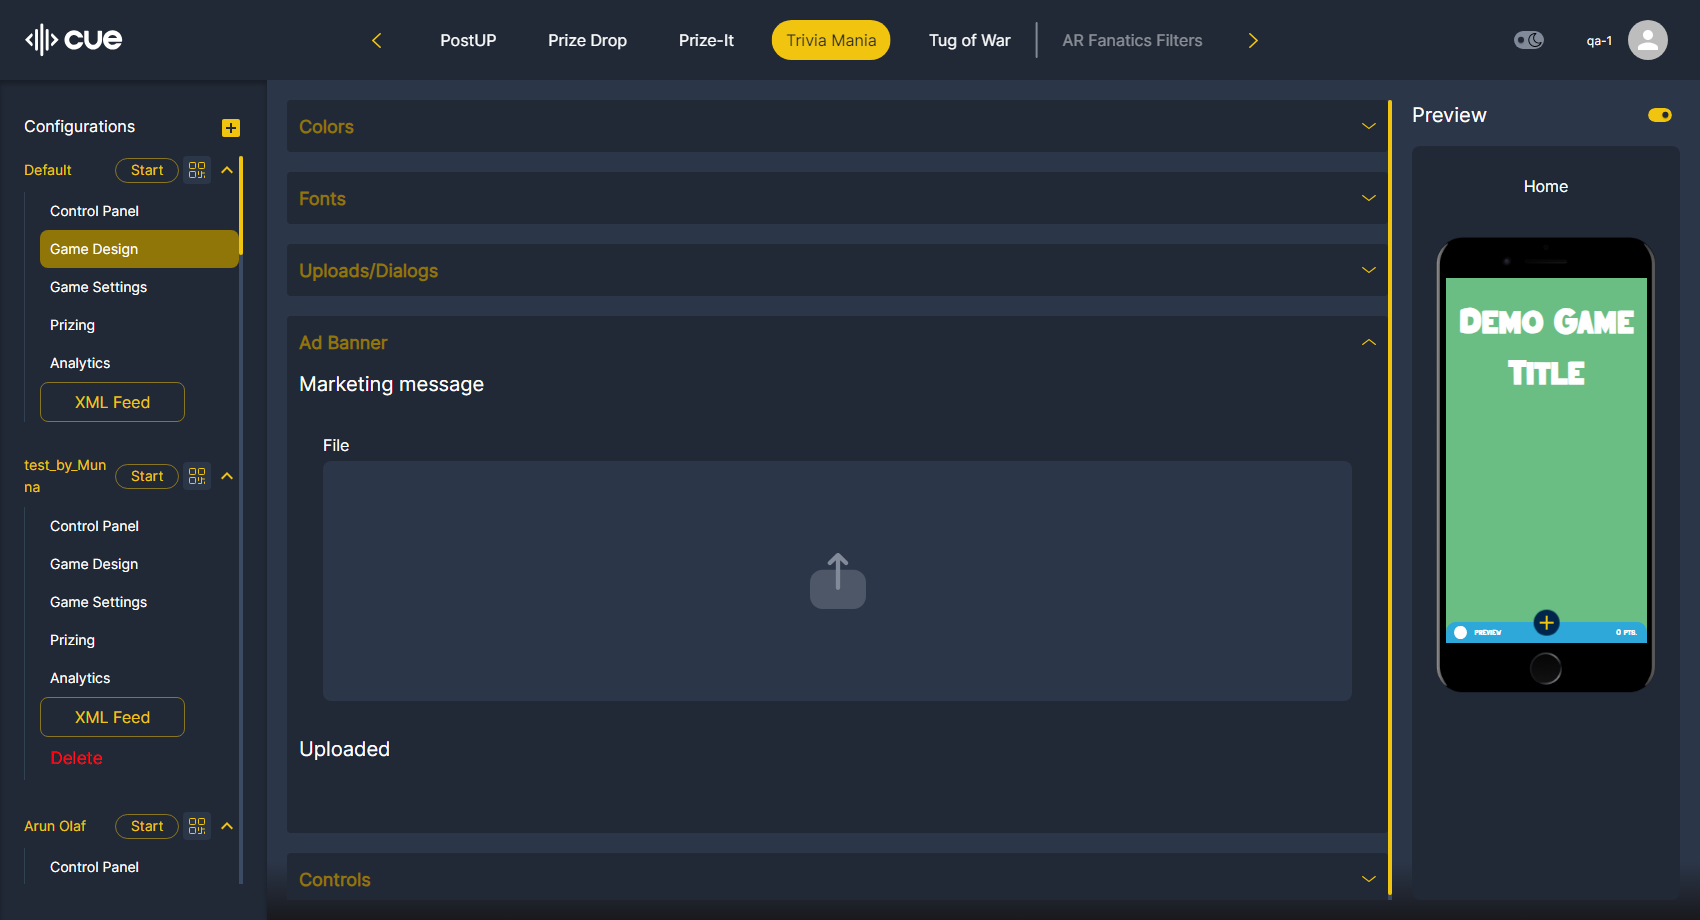 cue
PostUP
Prize Drop
Prize-It
Trivia Mania
Tug of War
AR Fanatics Filters
qa-1
Configurations
Default
Start
Control Panel
Game Design
Game Settings
Prizing
Analytics
XML Feed
test_by_Mun
na
Start
Control Panel
Game Design
Game Settings
Prizing
Analytics
XML Feed
Delete
Arun Olaf
Start
Control Panel
Colors
Fonts
Uploads/Dialogs
Ad Banner
Marketing message
File
Uploaded
Controls
Preview
Home
Demo Game
Title
PREVIEW
0 PTS.